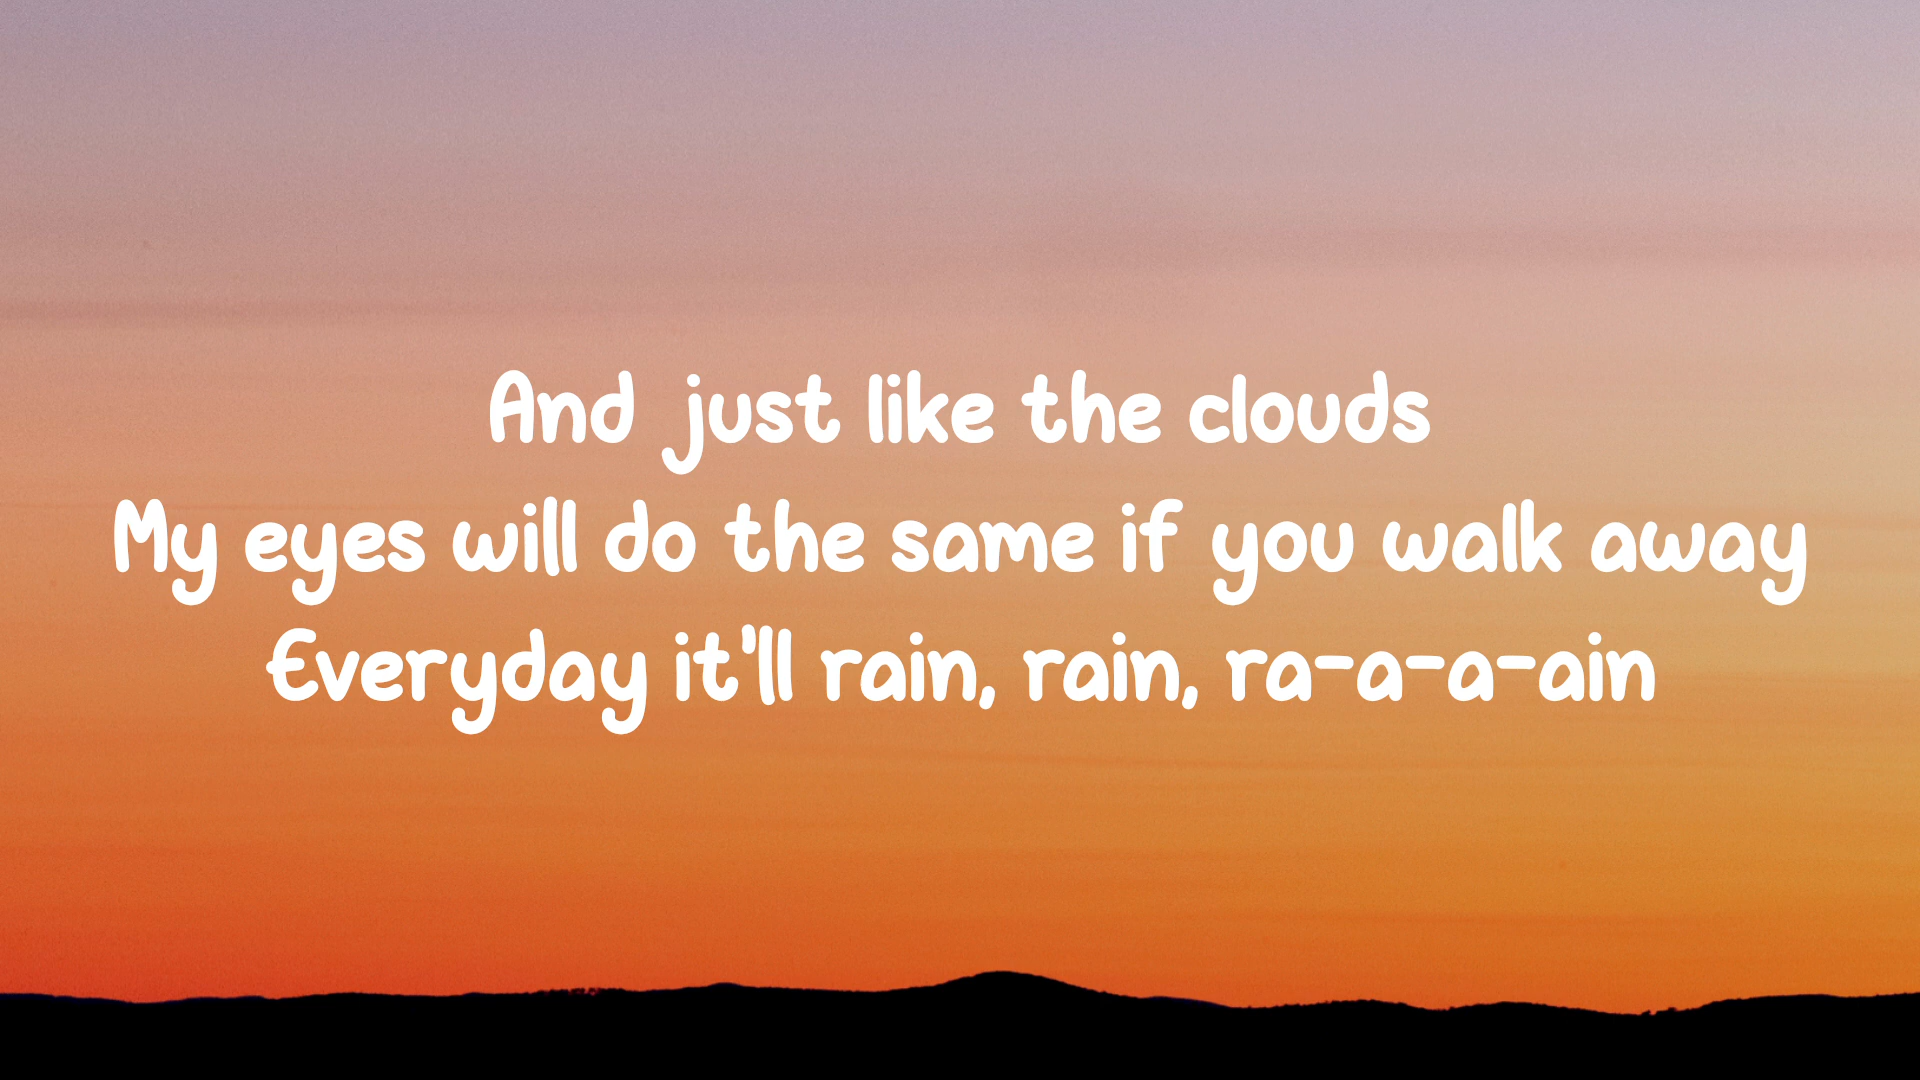 And just like the clouds
My eyes will do the same if you walk away
Everyday it'll rain, rain, ra-a-a-ain